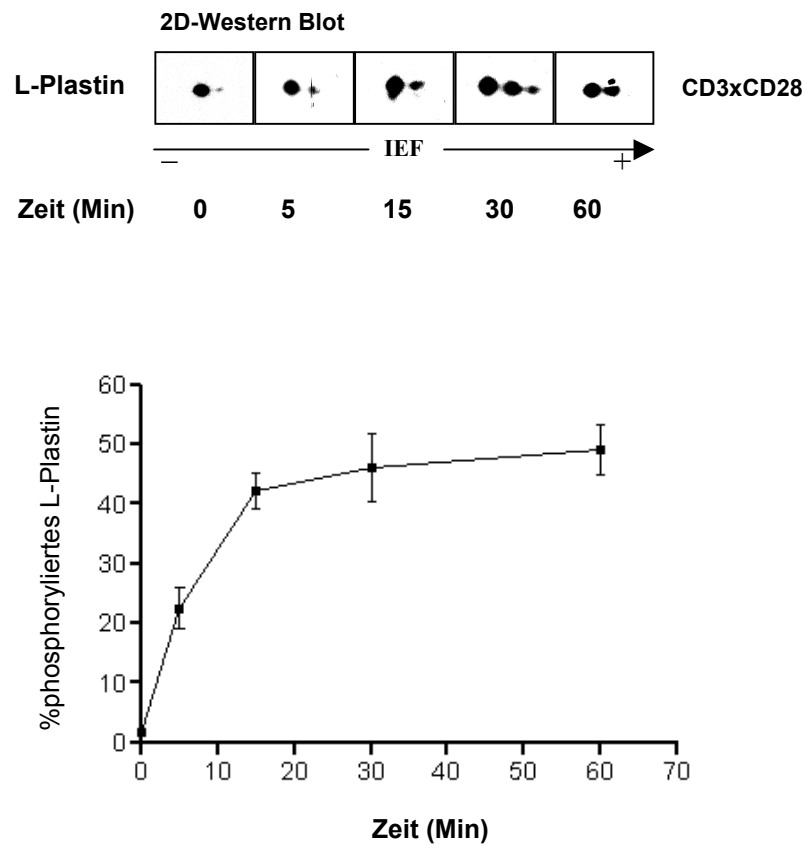 2D-Western Blot
L-Plastin
CD3xCD28
− IEF +
Zeit (Min) 0 5 15 30 60
%phosphoryliertes L-Plastin
60
50
40
30
20
10
0
0 10 20 30 40 50 60 70
Zeit (Min)